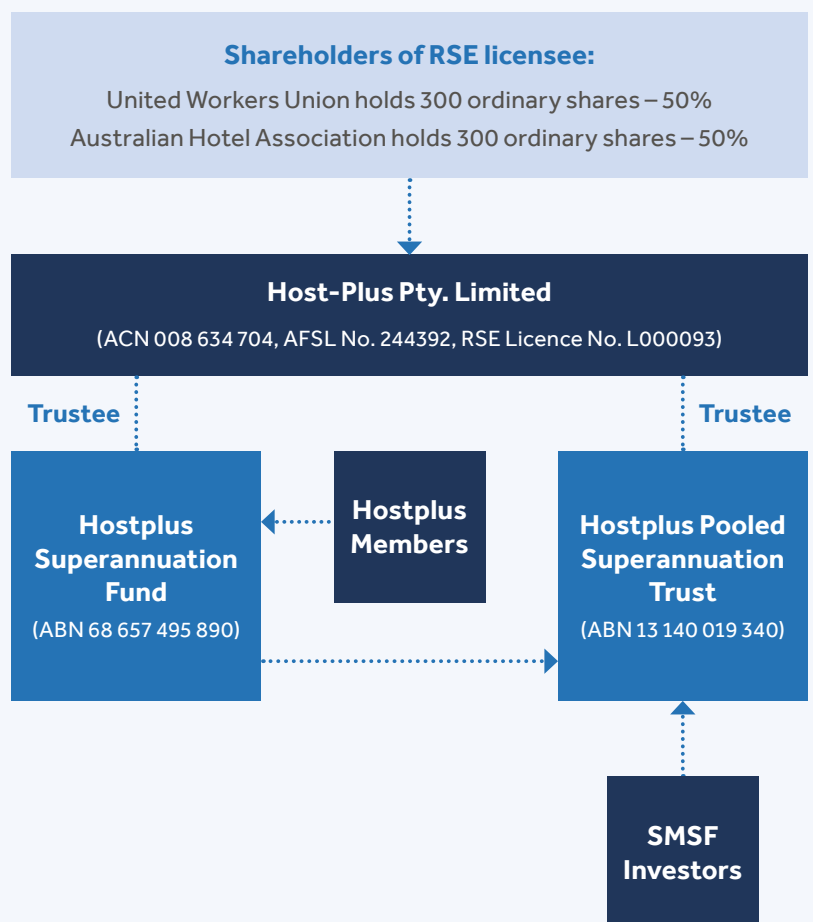 Shareholders of RSE licensee:
United Workers Union holds 300 ordinary shares – 50%
Australian Hotel Association holds 300 ordinary shares – 50%
Host-Plus Pty. Limited
(ACN 008 634 704, AFSL No. 244392, RSE Licence No. L000093)
Trustee
Trustee
Hostplus
Superannuation
Fund
(ABN 68 657 495 890)
Hostplus
Members
Hostplus Pooled
Superannuation
Trust
(ABN 13 140 019 340)
SMSF
Investors